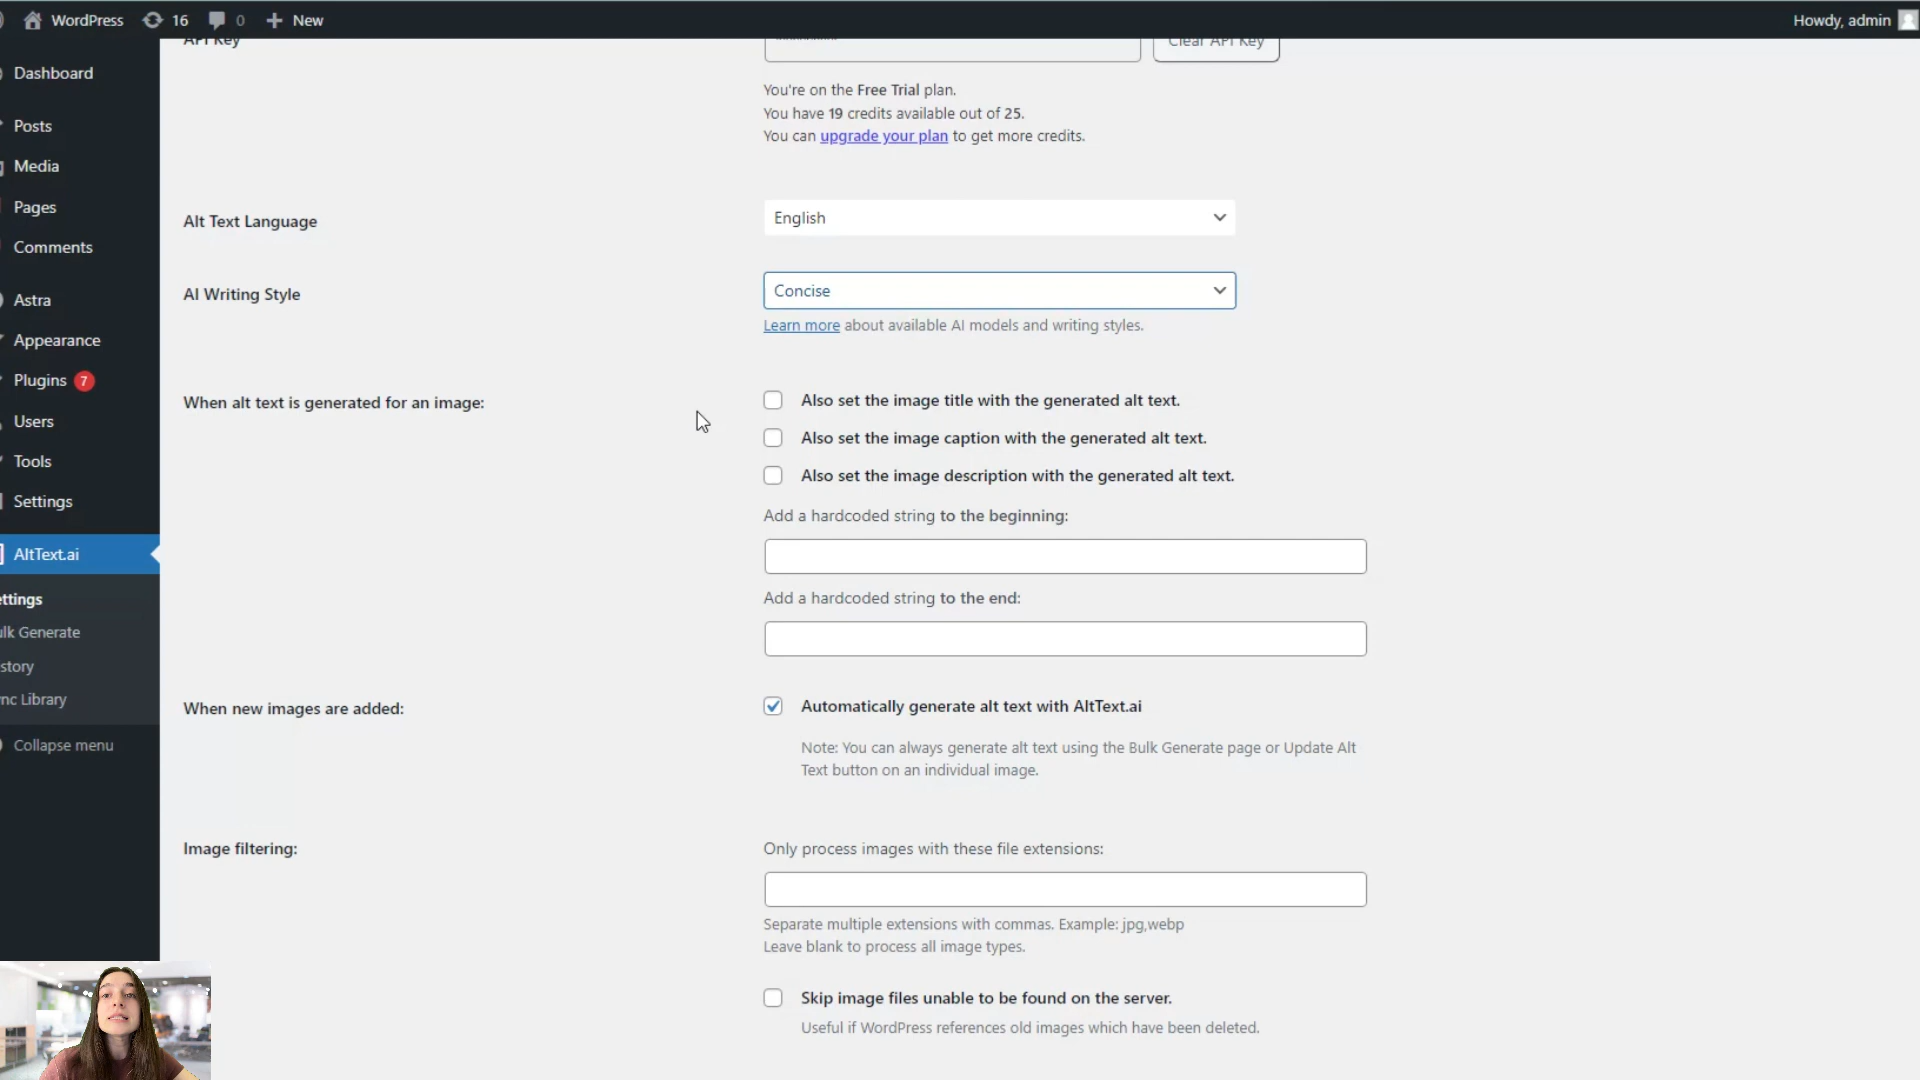 WordPress 16 0 New Howdy, admin
API Key
Clear API Key
Dashboard
You're on the Free Trial plan.
You have 19 credits available out of 25.
You can upgrade your plan to get more credits.
Posts
Media
Pages
Comments
Astra
Appearance
Plugins 7
Users
Tools
Settings
AltText.ai
ettings
ulk Generate
story
nc Library
Collapse menu
Alt Text Language
English
AI Writing Style
Concise
Learn more about available AI models and writing styles.
When alt text is generated for an image:
Also set the image title with the generated alt text.
Also set the image caption with the generated alt text.
Also set the image description with the generated alt text.
Add a hardcoded string to the beginning:
Add a hardcoded string to the end:
When new images are added:
Automatically generate alt text with AltText.ai
Note: You can always generate alt text using the Bulk Generate page or Update Alt
Text button on an individual image.
Image filtering:
Only process images with these file extensions:
Separate multiple extensions with commas. Example: jpg,webp
Leave blank to process all image types.
Skip image files unable to be found on the server.
Useful if WordPress references old images which have been deleted.